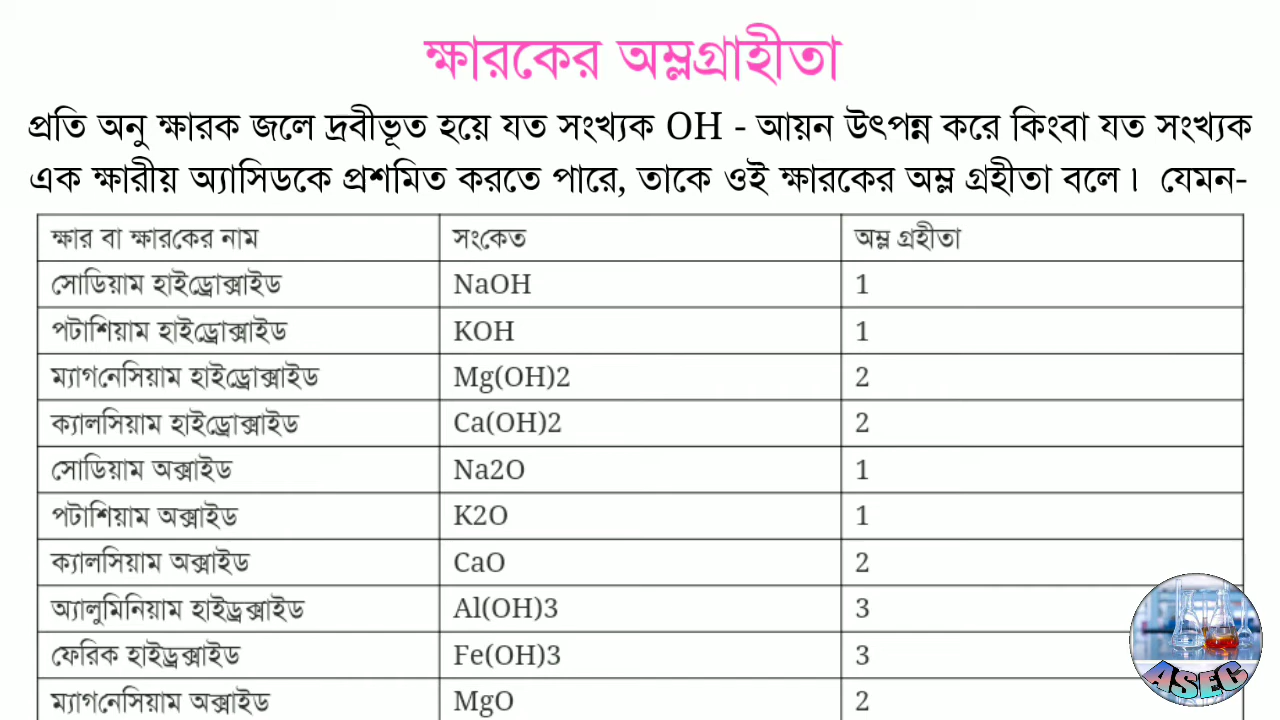 ক্ষারকের অম্লগ্রাহীতা
প্রতি অনু ক্ষারক জলে দ্রবীভূত হয়ে যত সংখ্যক OH - আয়ন উৎপন্ন করে কিংবা যত সংখ্যক
এক ক্ষারীয় অ্যাসিডকে প্রশমিত করতে পারে, তাকে ওই ক্ষারকের অম্ল গ্রহীতা বলে। যেমন-
ক্ষার বা ক্ষারকের নাম সংকেত অম্ল গ্রহীতা
সোডিয়াম হাইড্রোক্সাইড NaOH 1
পটাশিয়াম হাইড্রোক্সাইড KOH 1
ম্যাগনেসিয়াম হাইড্রোক্সাইড Mg(OH)2 2
ক্যালসিয়াম হাইড্রোক্সাইড Ca(OH)2 2
সোডিয়াম অক্সাইড Na2O 1
পটাশিয়াম অক্সাইড K2O 1
ক্যালসিয়াম অক্সাইড CaO 2
অ্যালুমিনিয়াম হাইড্রক্সাইড Al(OH)3 3
ফেরিক হাইড্রক্সাইড Fe(OH)3 3
ম্যাগনেসিয়াম অক্সাইড MgO 2
ASEC